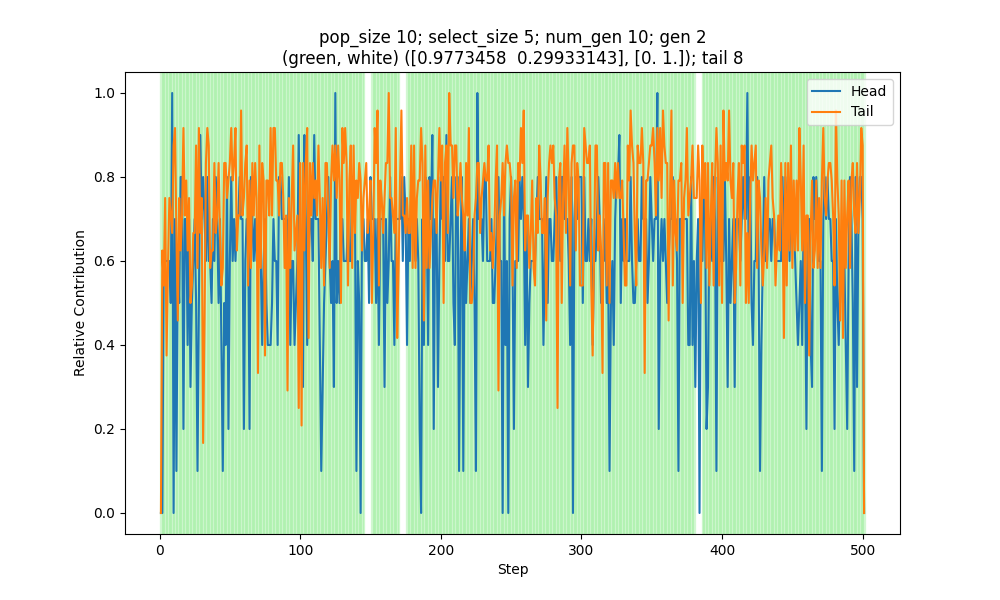 pop_size 10; select_size 5; num_gen 10; gen 2
(green, white) ([0.9773458  0.29933143], [0. 1.]); tail 8
Head
Tail
Relative Contribution
1.0
0.8
0.6
0.4
0.2
0.0
0
100
200
300
400
500
Step